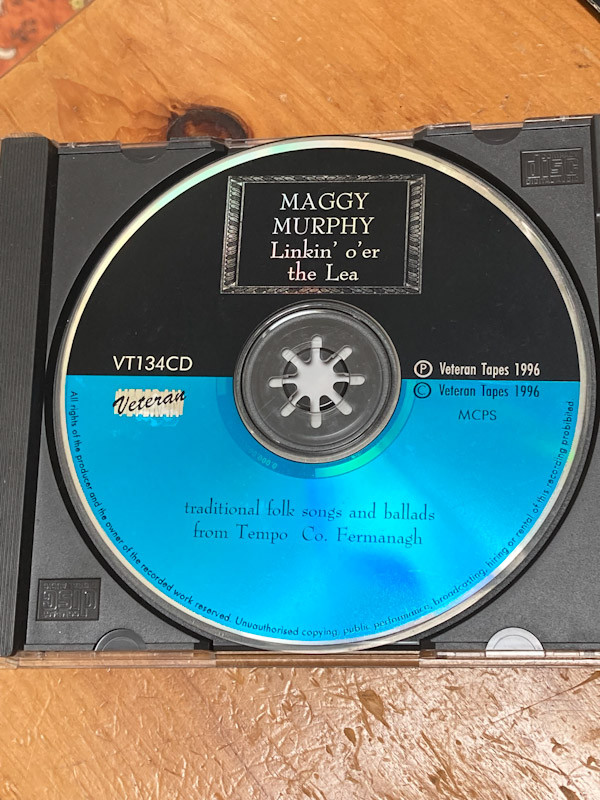 MAGGY
MURPHY
Linkin' o'er
the Lea
VT134CD
Veteran
Ⓟ Veteran Tapes 1996
© Veteran Tapes 1996
MCPS
traditional folk songs and ballads
from Tempo Co. Fermanagh
All rights of the producer and the owner of the recorded work reserved. Unauthorised copying, public performance, broadcasting, hiring or rental of this recording prohibited